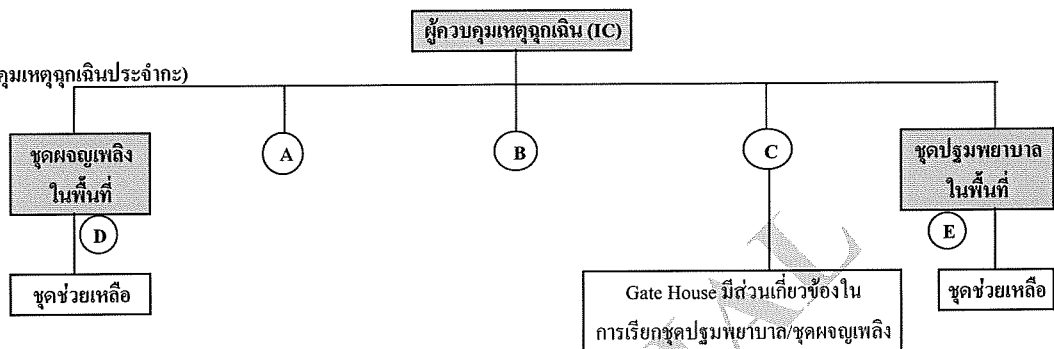 ผู้ควบคุมเหตุฉุกเฉิน (IC)
คุมเหตุฉุกเฉินประจำกะ)
ชุดผจญเพลิง
ในพื้นที่
A
B
C
ชุดปฐมพยาบาล
ในพื้นที่
D
E
ชุดช่วยเหลือ
Gate House มีส่วนเกี่ยวข้องใน
การเรียกชุดปฐมพยาบาล/ชุดผจญเพลิง
ชุดช่วยเหลือ